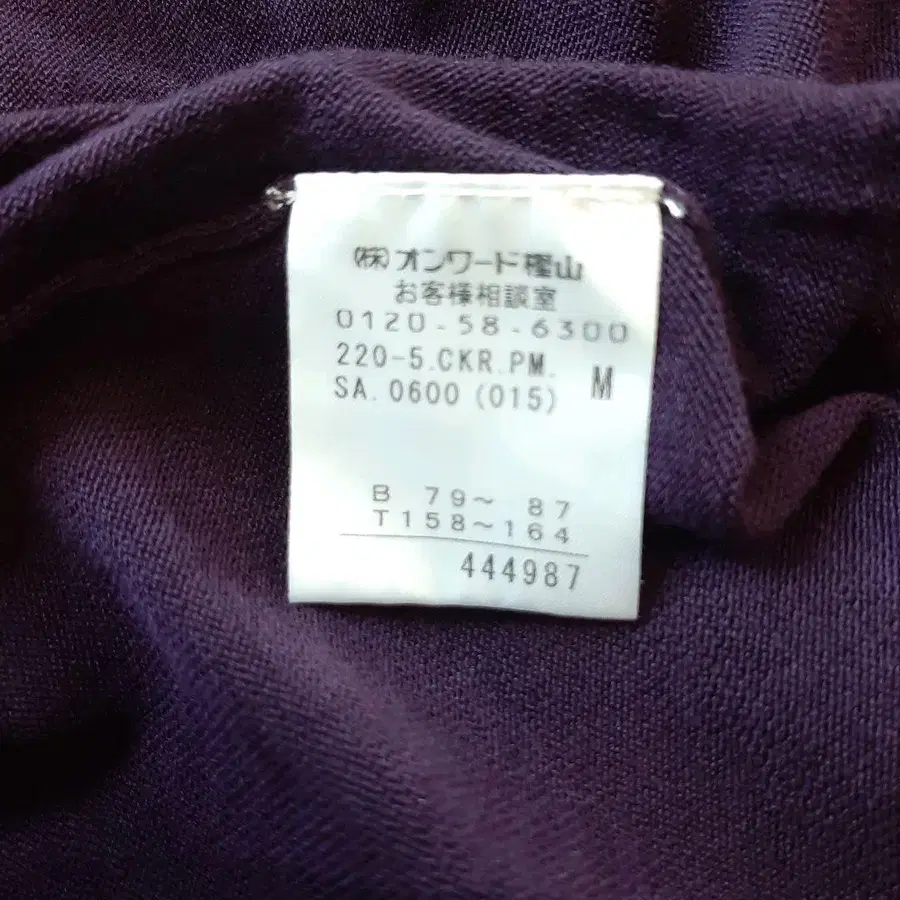 ㈱オンワード樫山
お客様相談室
0120-58-6300
220-5.CKR.PM. M
SA. 0600 (015)
B 79〜 87
T158〜164
444987